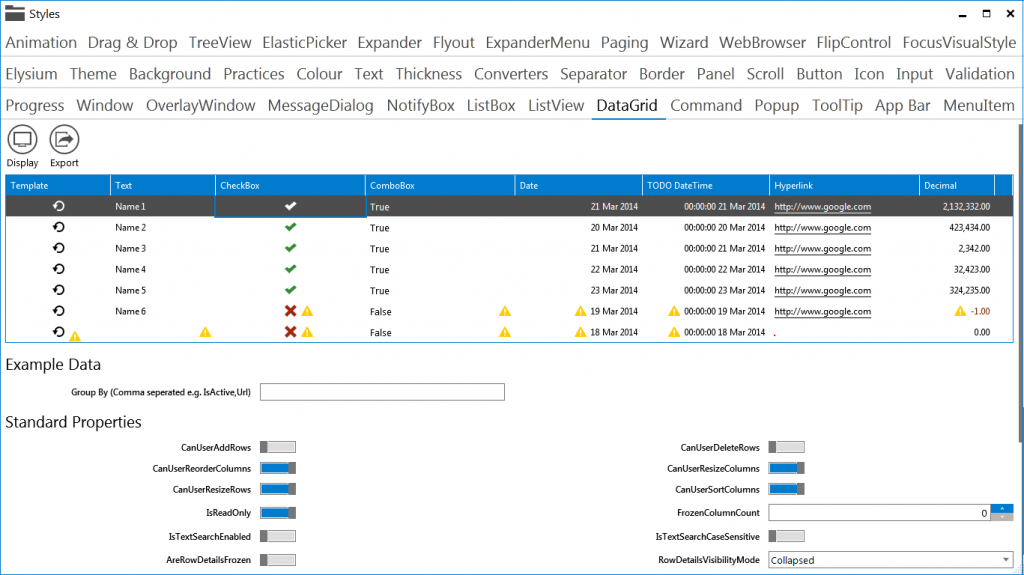 Styles
Animation Drag & Drop TreeView ElasticPicker Expander Flyout ExpanderMenu Paging Wizard WebBrowser FlipControl FocusVisualStyle
Elysium Theme Background Practices Colour Text Thickness Converters Separator Border Panel Scroll Button Icon Input Validation
Progress Window OverlayWindow MessageDialog NotifyBox ListBox ListView DataGrid Command Popup ToolTip App Bar MenuItem
Display Export
Template Text CheckBox ComboBox Date TODO DateTime Hyperlink Decimal
Name 1 True 21 Mar 2014 00:00:00 21 Mar 2014 http://www.google.com 2,132,332.00
Name 2 True 20 Mar 2014 00:00:00 20 Mar 2014 http://www.google.com 423,434.00
Name 3 True 21 Mar 2014 00:00:00 21 Mar 2014 http://www.google.com 2,342.00
Name 4 True 22 Mar 2014 00:00:00 22 Mar 2014 http://www.google.com 32,423.00
Name 5 True 23 Mar 2014 00:00:00 23 Mar 2014 http://www.google.com 324,235.00
Name 6 False 19 Mar 2014 00:00:00 19 Mar 2014 http://www.google.com -1.00
False 18 Mar 2014 00:00:00 18 Mar 2014 . 0.00
Example Data
Group By (Comma seperated e.g. IsActive,Url)
Standard Properties
CanUserAddRows CanUserDeleteRows
CanUserReorderColumns CanUserResizeColumns
CanUserResizeRows CanUserSortColumns
IsReadOnly FrozenColumnCount 0
IsTextSearchEnabled IsTextSearchCaseSensitive
AreRowDetailsFrozen RowDetailsVisibilityMode Collapsed